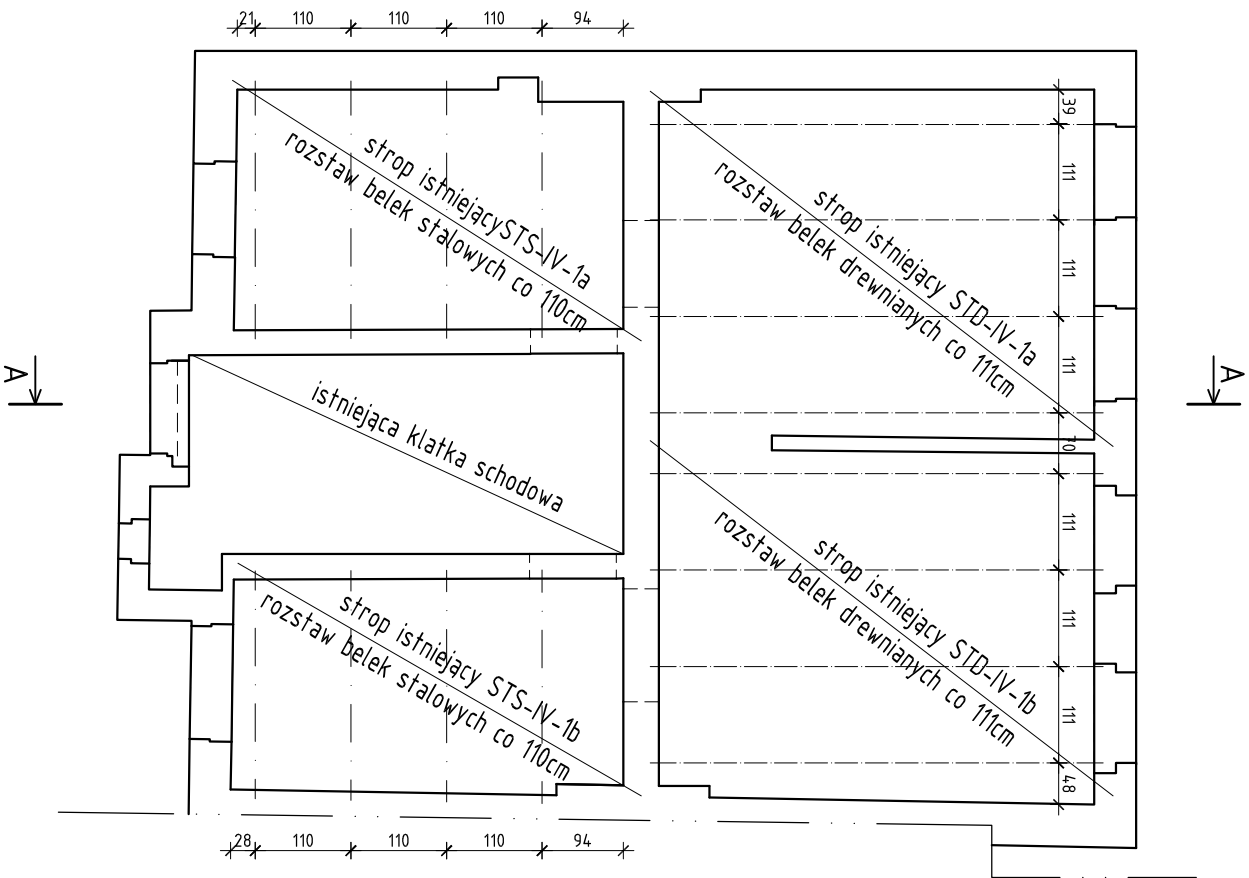 21 110 110 110 94
39
111
111
111
70
111
111
111
48
strop istniejącySTS-IV-1a
rozstaw belek stalowych co 110cm
strop istniejący STD-IV-1a
rozstaw belek drewnianych co 111cm
A
A
istniejąca klatka schodowa
strop istniejący STS-IV-1b
rozstaw belek stalowych co 110cm
strop istniejący STD-IV-1b
rozstaw belek drewnianych co 111cm
28 110 110 110 94